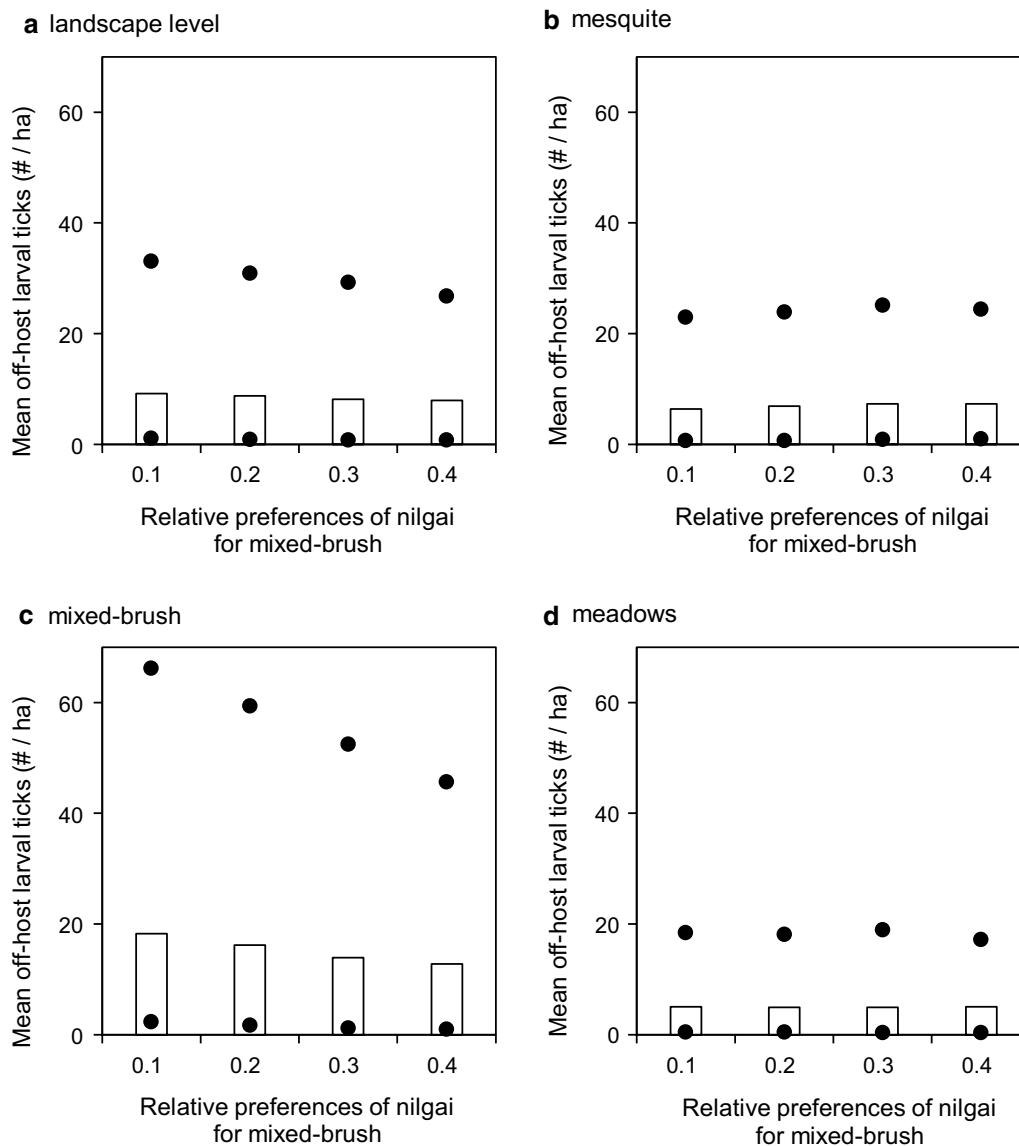 a landscape level
Mean off-host larval ticks (# / ha)
60
40
20
0
0.1 0.2 0.3 0.4
Relative preferences of nilgai
for mixed-brush
b mesquite
Mean off-host larval ticks (# / ha)
60
40
20
0
0.1 0.2 0.3 0.4
Relative preferences of nilgai
for mixed-brush
c mixed-brush
Mean off-host larval ticks (# / ha)
60
40
20
0
0.1 0.2 0.3 0.4
Relative preferences of nilgai
for mixed-brush
d meadows
Mean off-host larval ticks (# / ha)
60
40
20
0
0.1 0.2 0.3 0.4
Relative preferences of nilgai
for mixed-brush